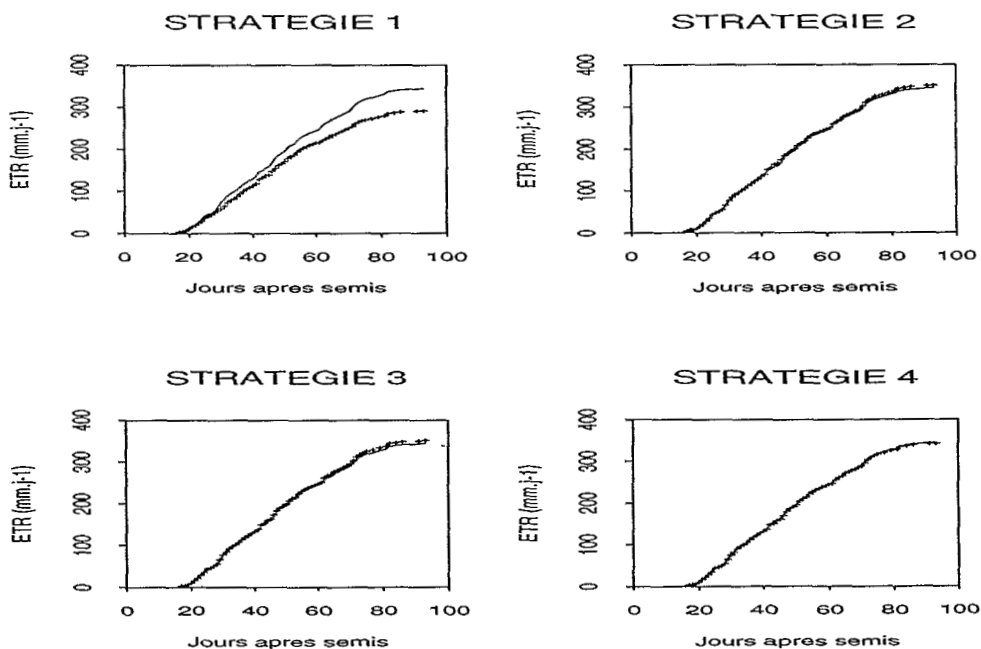 STRATEGIE 1
400
300
200
100
0
ETR (mm.j-1)
0 20 40 60 80 100
Jours apres semis
STRATEGIE 2
400
300
200
100
0
ETR (mm.j-1)
0 20 40 60 80 100
Jours apres semis
STRATEGIE 3
400
300
200
100
0
ETR (mm.j-1)
0 20 40 60 80 100
Jours apres semis
STRATEGIE 4
400
300
200
100
0
ETR (mm.j-1)
0 20 40 60 80 100
Jours apres semis